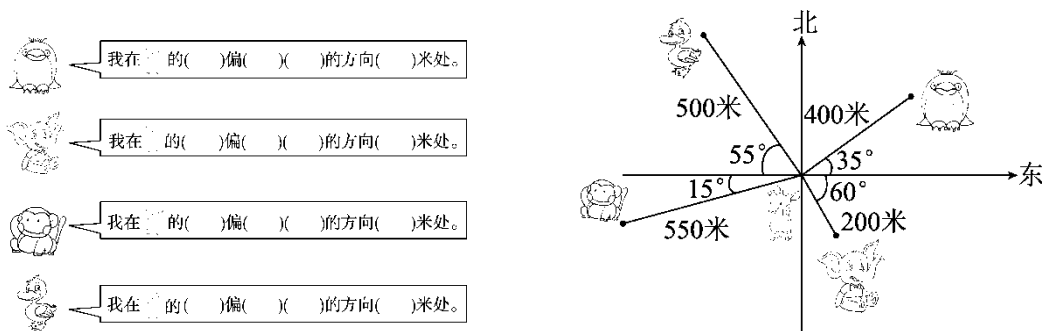 我在 的( )偏( )( )的方向( )米处。
我在 的( )偏( )( )的方向( )米处。
我在 的( )偏( )( )的方向( )米处。
我在 的( )偏( )( )的方向( )米处。
北
500米
400米
55°
35°
东
15°
60°
550米
200米